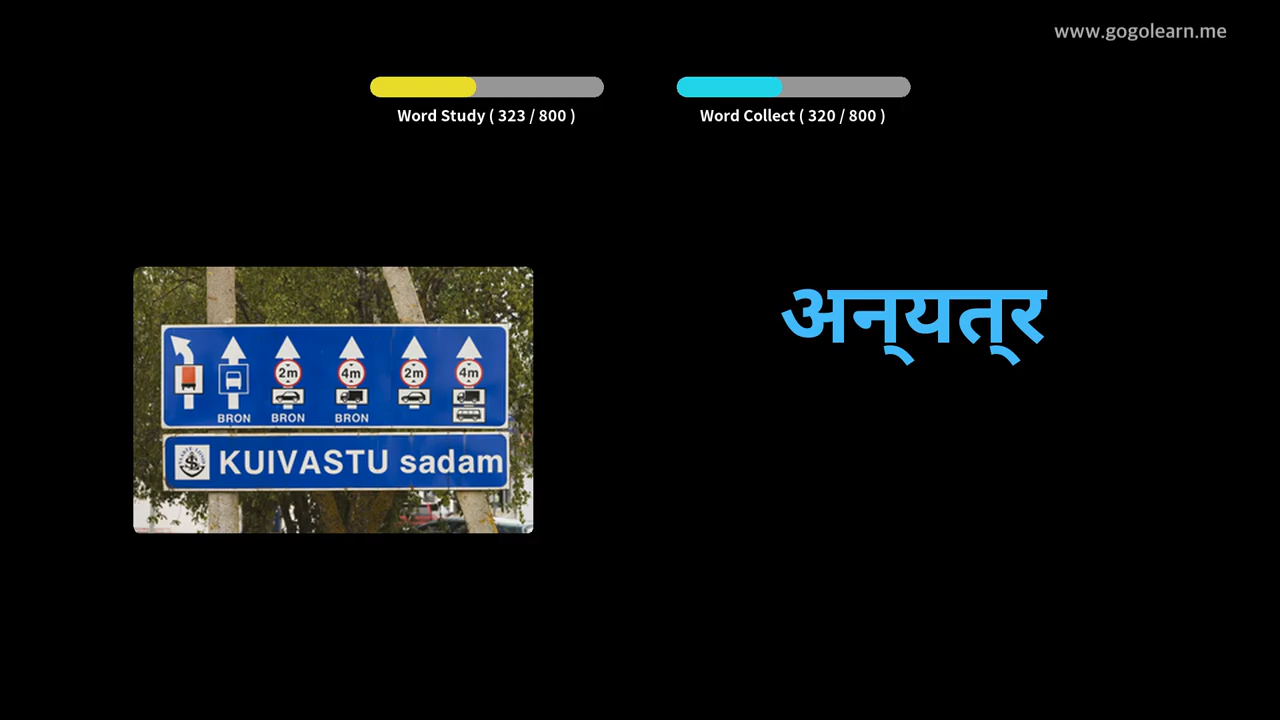 www.gogolearn.me
Word Study ( 323 / 800 )
Word Collect ( 320 / 800 )
अन्‌यत्‌र
2m 4m 2m 4m
BRON BRON BRON
KUIVASTU sadam